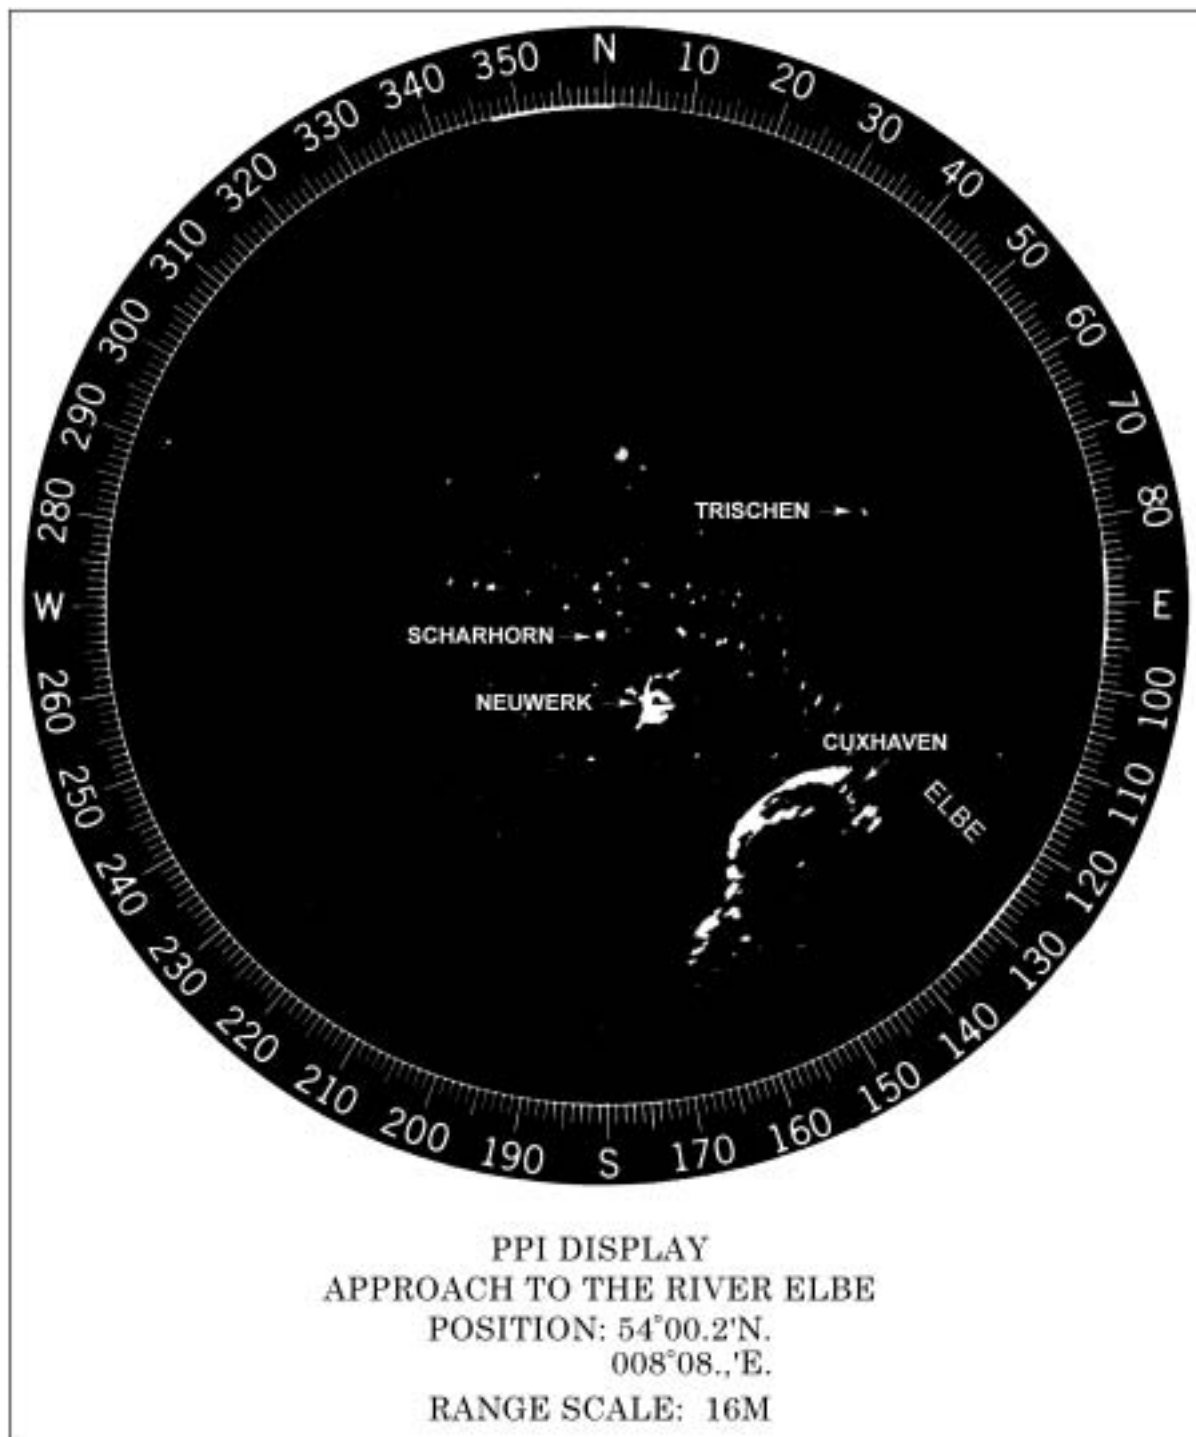 N
10
20
30
40
50
60
70
80
E
100
110
120
130
140
150
160
170
S
190
200
210
220
230
240
250
260
W
280
290
300
310
320
330
340
350
TRISCHEN
SCHARHORN
NEUWERK
CUXHAVEN
ELBE
PPI DISPLAY
APPROACH TO THE RIVER ELBE
POSITION: 54°00.2'N.
008°08.,'E.
RANGE SCALE: 16M